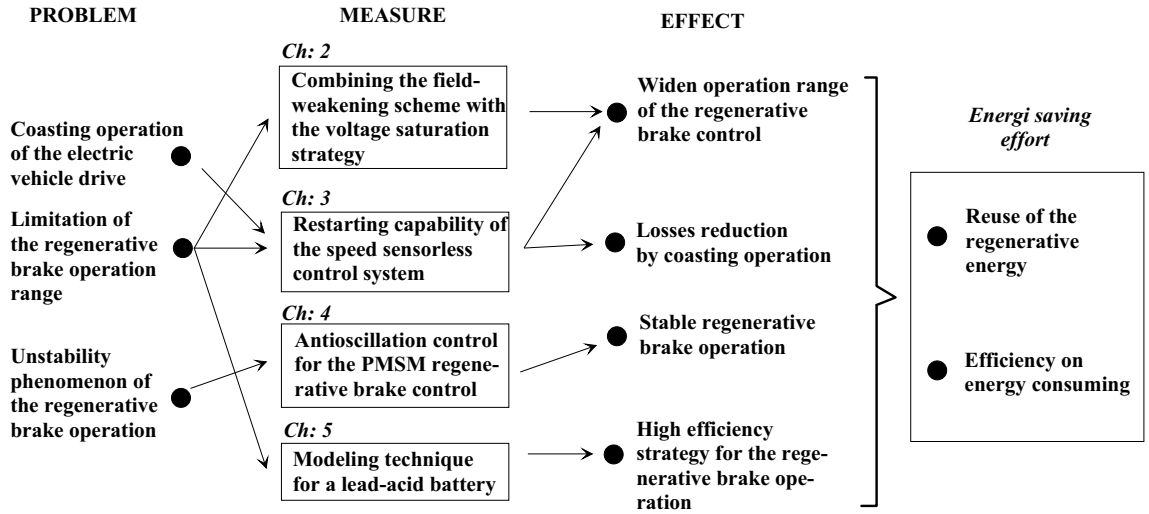 PROBLEM
MEASURE
EFFECT
Coasting operation
of the electric
vehicle drive
Limitation of
the regenerative
brake operation
range
Unstability
phenomenon of
the regenerative
brake operation
Ch: 2
Combining the field-
weakening scheme with
the voltage saturation
strategy
Ch: 3
Restarting capability of
the speed sensorless
control system
Ch: 4
Antioscillation control
for the PMSM regene-
rative brake control
Ch: 5
Modeling technique
for a lead-acid battery
Widen operation range
of the regenerative
brake control
Losses reduction
by coasting operation
Stable regenerative
brake operation
High efficiency
strategy for the rege-
nerative brake ope-
ration
Energi saving
effort
Reuse of the
regenerative
energy
Efficiency on
energy consuming